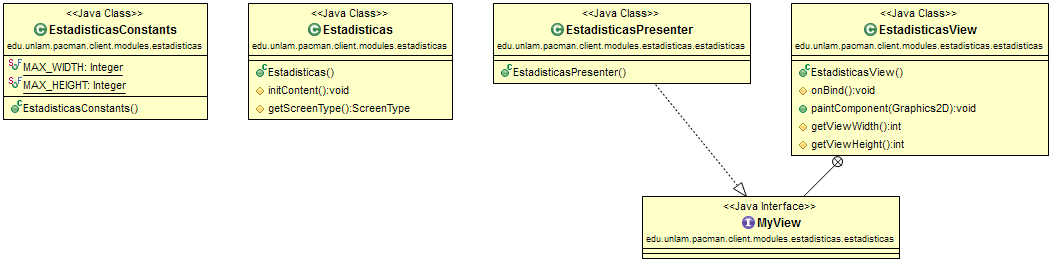 <<Java Class>>
EstadisticasConstants
edu.unlam.pacman.client.modules.estadisticas
MAX_WIDTH: Integer
MAX_HEIGHT: Integer
EstadisticasConstants()
<<Java Class>>
Estadisticas
edu.unlam.pacman.client.modules.estadisticas
Estadisticas()
initContent():void
getScreenType():ScreenType
<<Java Class>>
EstadisticasPresenter
edu.unlam.pacman.client.modules.estadisticas.estadisticas
EstadisticasPresenter()
<<Java Class>>
EstadisticasView
edu.unlam.pacman.client.modules.estadisticas.estadisticas
EstadisticasView()
onBind():void
paintComponent(Graphics2D):void
getViewWidth():int
getViewHeight():int
<<Java Interface>>
MyView
edu.unlam.pacman.client.modules.estadisticas.estadisticas